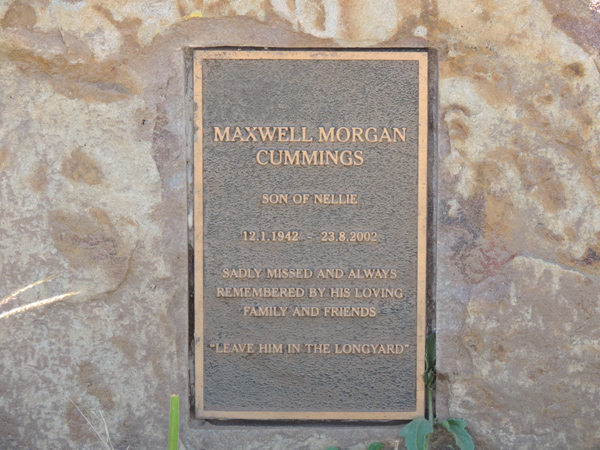 MAXWELL MORGAN
CUMMINGS
SON OF NELLIE
12.1.1942 - 23.8.2002
SADLY MISSED AND ALWAYS
REMEMBERED BY HIS LOVING
FAMILY AND FRIENDS
"LEAVE HIM IN THE LONGYARD"